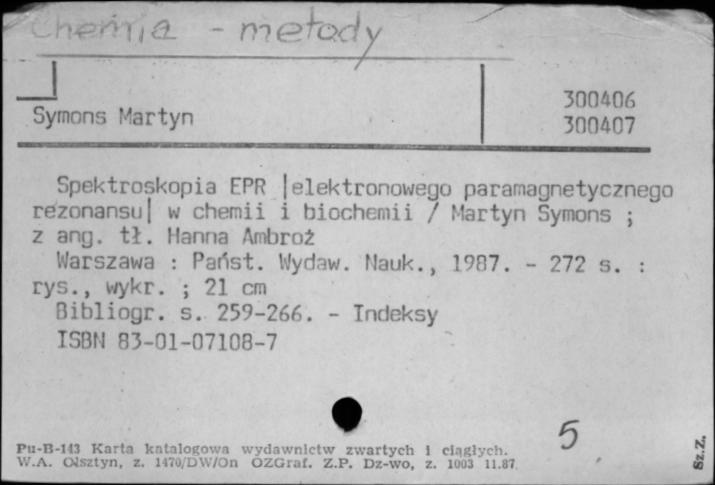 Chemia - metody
300406
Symons Martyn
300407
Spektroskopia EPR |elektronowego paramagnetycznego
rezonansu| w chemii i biochemii / Martyn Symons ;
z ang. tł. Hanna Ambroż
Warszawa : Państ. Wydaw. Nauk., 1987. - 272 s. :
rys., wykr. ; 21 cm
Bibliogr. s. 259-266. - Indeksy
ISBN 83-01-07108-7
5
Pu-B-143 Karta katalogowa wydawnictw zwartych i ciągłych.
W.A. Olsztyn, z. 1470/DW/On OZGraf. Z.P. Dz-wo, z. 1003 11.87.
Sz.Z.